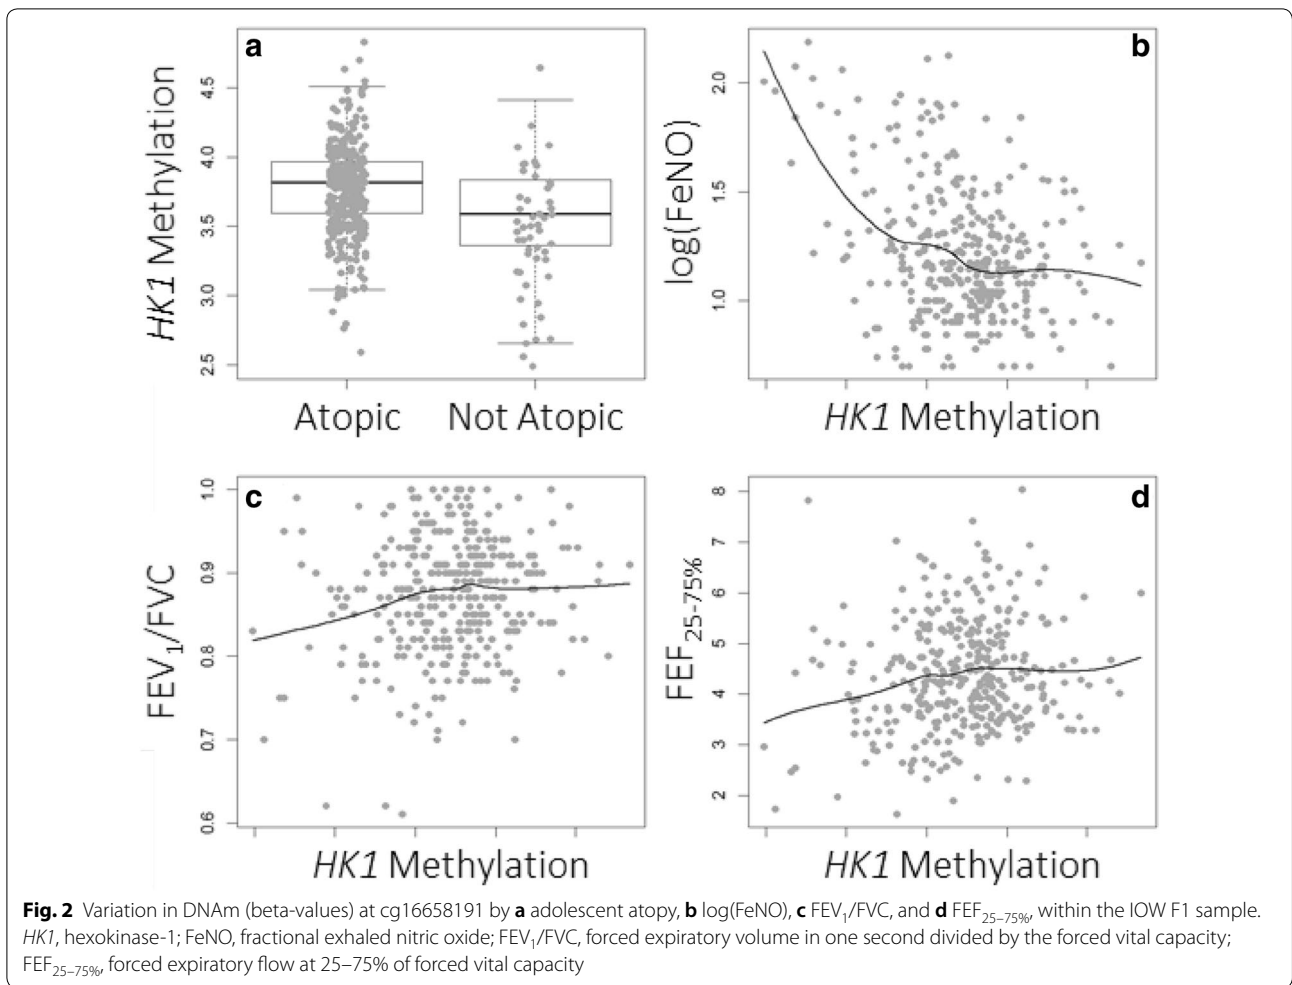 a
HK1 Methylation
4.5
4.0
3.5
3.0
2.5
Atopic Not Atopic
b
log(FeNO)
2.0
1.5
1.0
HK1 Methylation
c
FEV1/FVC
1.0
0.9
0.8
0.7
0.6
HK1 Methylation
d
FEF25-75%
8
7
6
5
4
3
2
HK1 Methylation
Fig. 2 Variation in DNAm (beta-values) at cg16658191 by a adolescent atopy, b log(FeNO), c FEV1/FVC, and d FEF25–75%, within the IOW F1 sample.
HK1, hexokinase-1; FeNO, fractional exhaled nitric oxide; FEV1/FVC, forced expiratory volume in one second divided by the forced vital capacity;
FEF25–75%, forced expiratory flow at 25–75% of forced vital capacity